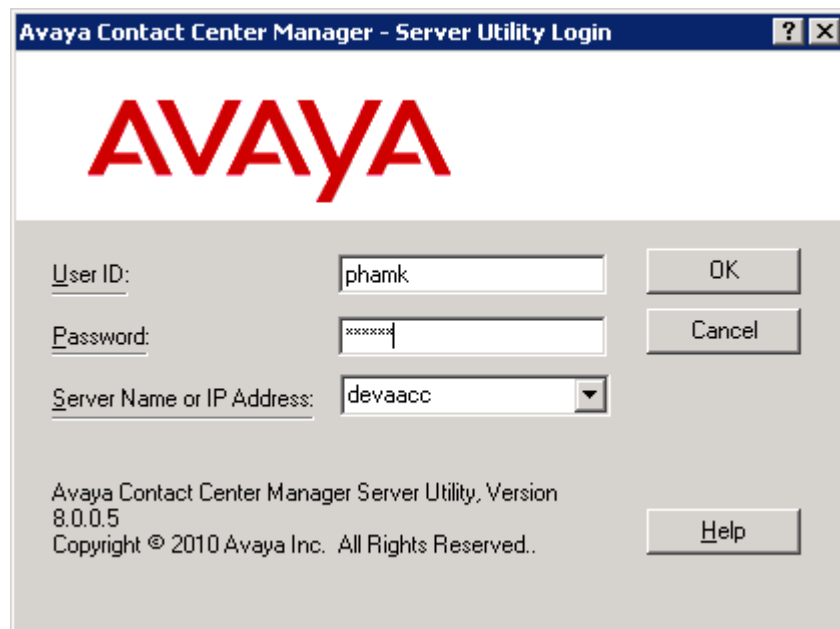 Avaya Contact Center Manager - Server Utility Login
? X
AVAYA
User ID:
phamk
OK
Password:
xxxxxx
Cancel
Server Name or IP Address:
devaacc
Avaya Contact Center Manager Server Utility, Version
8.0.0.5
Copyright © 2010 Avaya Inc.  All Rights Reserved..
Help